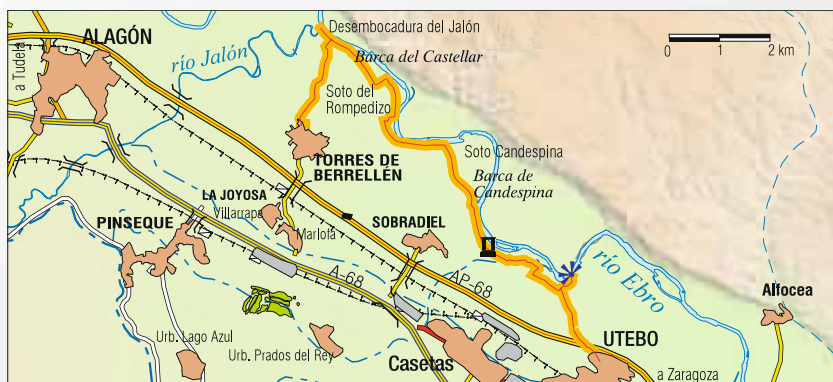 Desembocadura del Jalón
ALAGÓN
a Tudela
río Jalón
Barca del Castellar
0 1 2 km
Soto del
Rompedizo
Soto Candespina
TORRES DE
BERRELLÉN
Barca de
Candespina
LA JOYOSA
Villarrapa
PINSEQUE
Marlofa
SOBRADIEL
A-68
AP-68
río Ebro
Alfocea
Urb. Lago Azul
Urb. Prados del Rey
Casetas
UTEBO
a Zaragoza